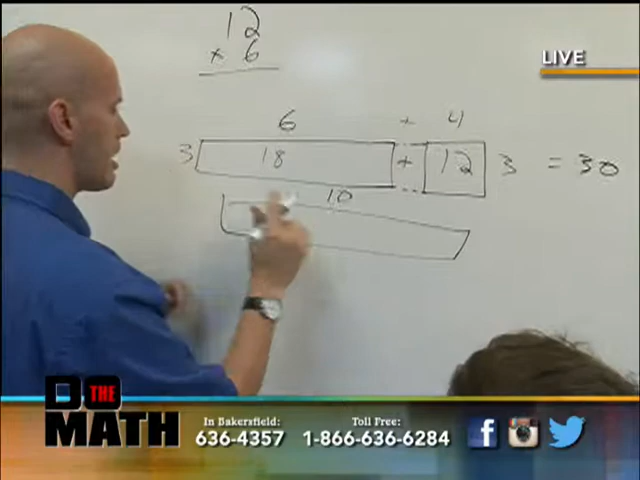 12
× 6
LIVE
6 + 4
3 18 + 12 3 = 30
10
DO THE MATH
In Bakersfield: 636-4357
Toll Free: 1-866-636-6284